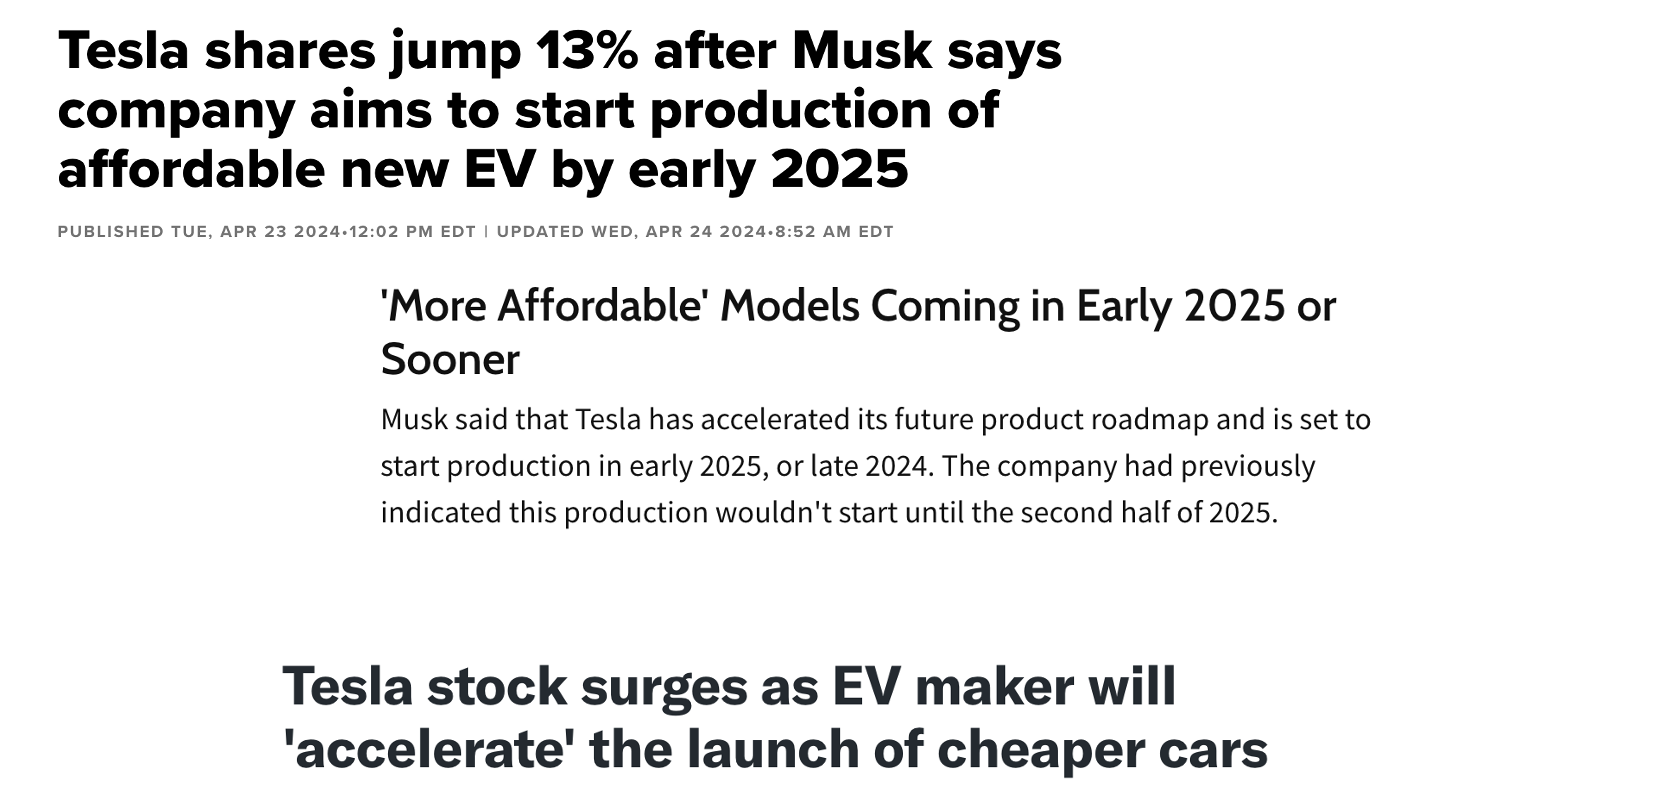 Tesla shares jump 13% after Musk says
company aims to start production of
affordable new EV by early 2025
PUBLISHED TUE, APR 23 2024•12:02 PM EDT | UPDATED WED, APR 24 2024•8:52 AM EDT
'More Affordable' Models Coming in Early 2025 or
Sooner
Musk said that Tesla has accelerated its future product roadmap and is set to
start production in early 2025, or late 2024. The company had previously
indicated this production wouldn't start until the second half of 2025.
Tesla stock surges as EV maker will
'accelerate' the launch of cheaper cars